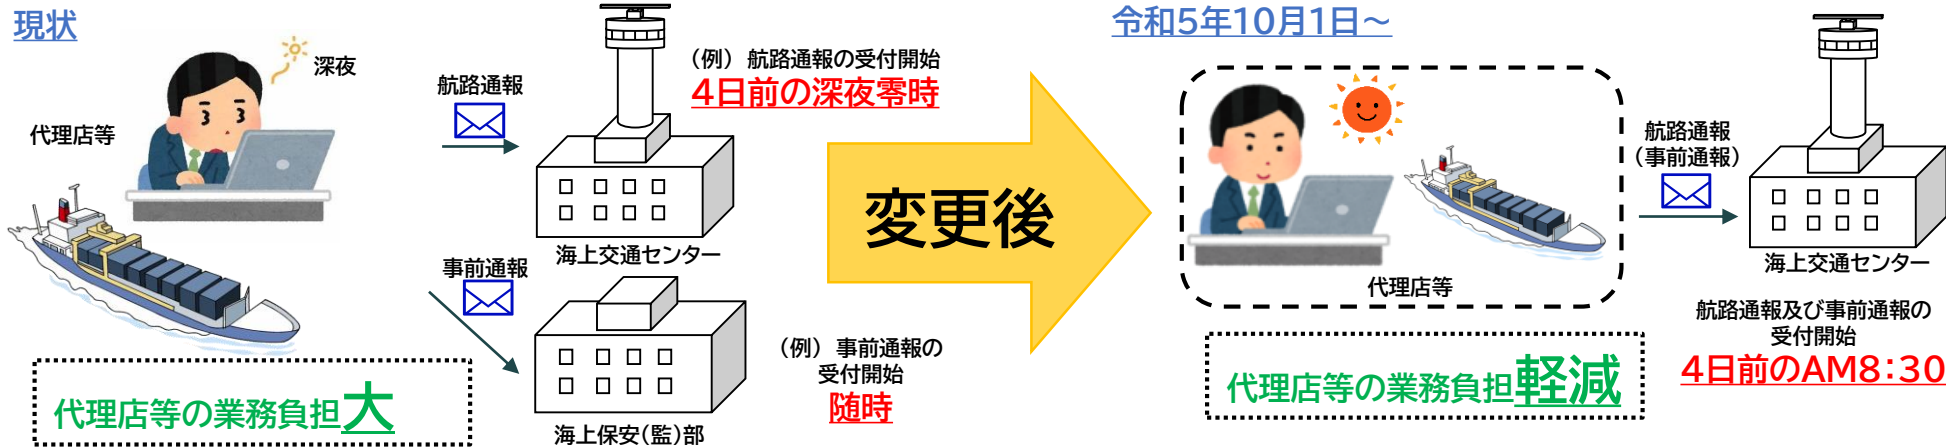 現状
深夜
代理店等
航路通報
(例) 航路通報の受付開始
4日前の深夜零時
海上交通センター
事前通報
(例) 事前通報の
受付開始
随時
海上保安(監)部
代理店等の業務負担大
変更後
令和5年10月1日~
代理店等
航路通報
(事前通報)
海上交通センター
航路通報及び事前通報の
受付開始
4日前のAM8:30
代理店等の業務負担軽減